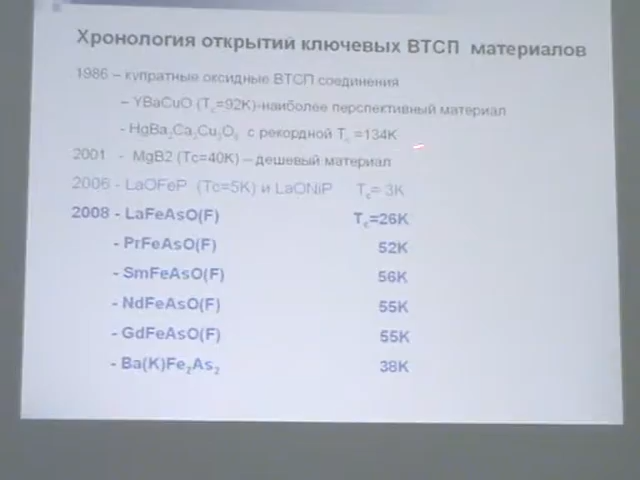 Хронология открытий ключевых ВТСП материалов
1986 – купратные оксидные ВТСП соединения
– YBaCuO (Tc=92K)-наиболее перспективный материал
- HgBa2Ca2Cu3Ox с рекордной Tc =134K
2001 - MgB2 (Tc=40K) – дешевый материал
2006 - LaOFeP (Tc=5K) и LaONiP Tc= 3K
2008 - LaFeAsO(F) Tc=26K
- PrFeAsO(F) 52K
- SmFeAsO(F) 56K
- NdFeAsO(F) 55K
- GdFeAsO(F) 55K
- Ba(K)Fe2As2 38K